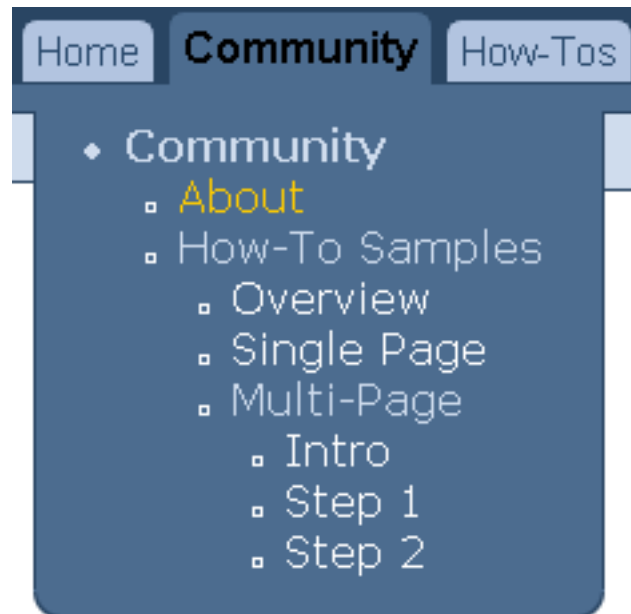 Home Community How-Tos
Community
About
How-To Samples
Overview
Single Page
Multi-Page
Intro
Step 1
Step 2